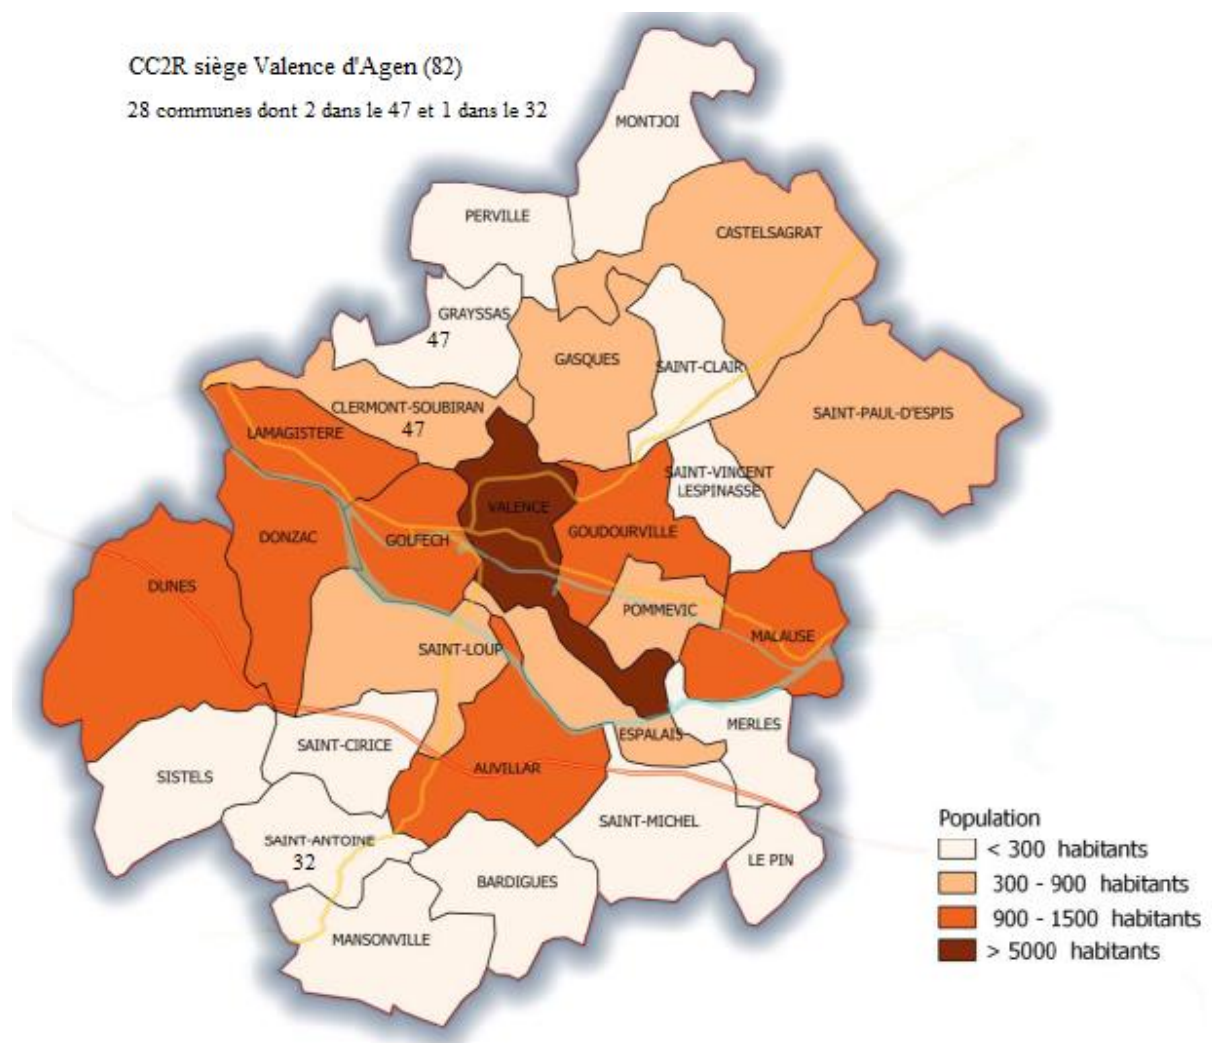 CC2R siège Valence d'Agen (82)
28 communes dont 2 dans le 47 et 1 dans le 32
MONTJOI
PERVILLE
CASTELSAGRAT
GRAYSSAS
47
GASQUES
SAINT-CLAIR
CLERMONT-SOUBIRAN
47
SAINT-PAUL-D'ESPIS
LAMAGISTERE
SAINT-VINCENT
LESPINASSE
VALENCE
GOUDOURVILLE
DONZAC
GOLFECH
DUNES
POMMEVIC
MALAUSE
SAINT-LOUP
MERLES
ESPALAIS
SAINT-CIRICE
SISTELS
AUVILLAR
SAINT-MICHEL
SAINT-ANTOINE
32
LE PIN
BARDIGUES
MANSONVILLE
Population
< 300 habitants
300 - 900 habitants
900 - 1500 habitants
> 5000 habitants